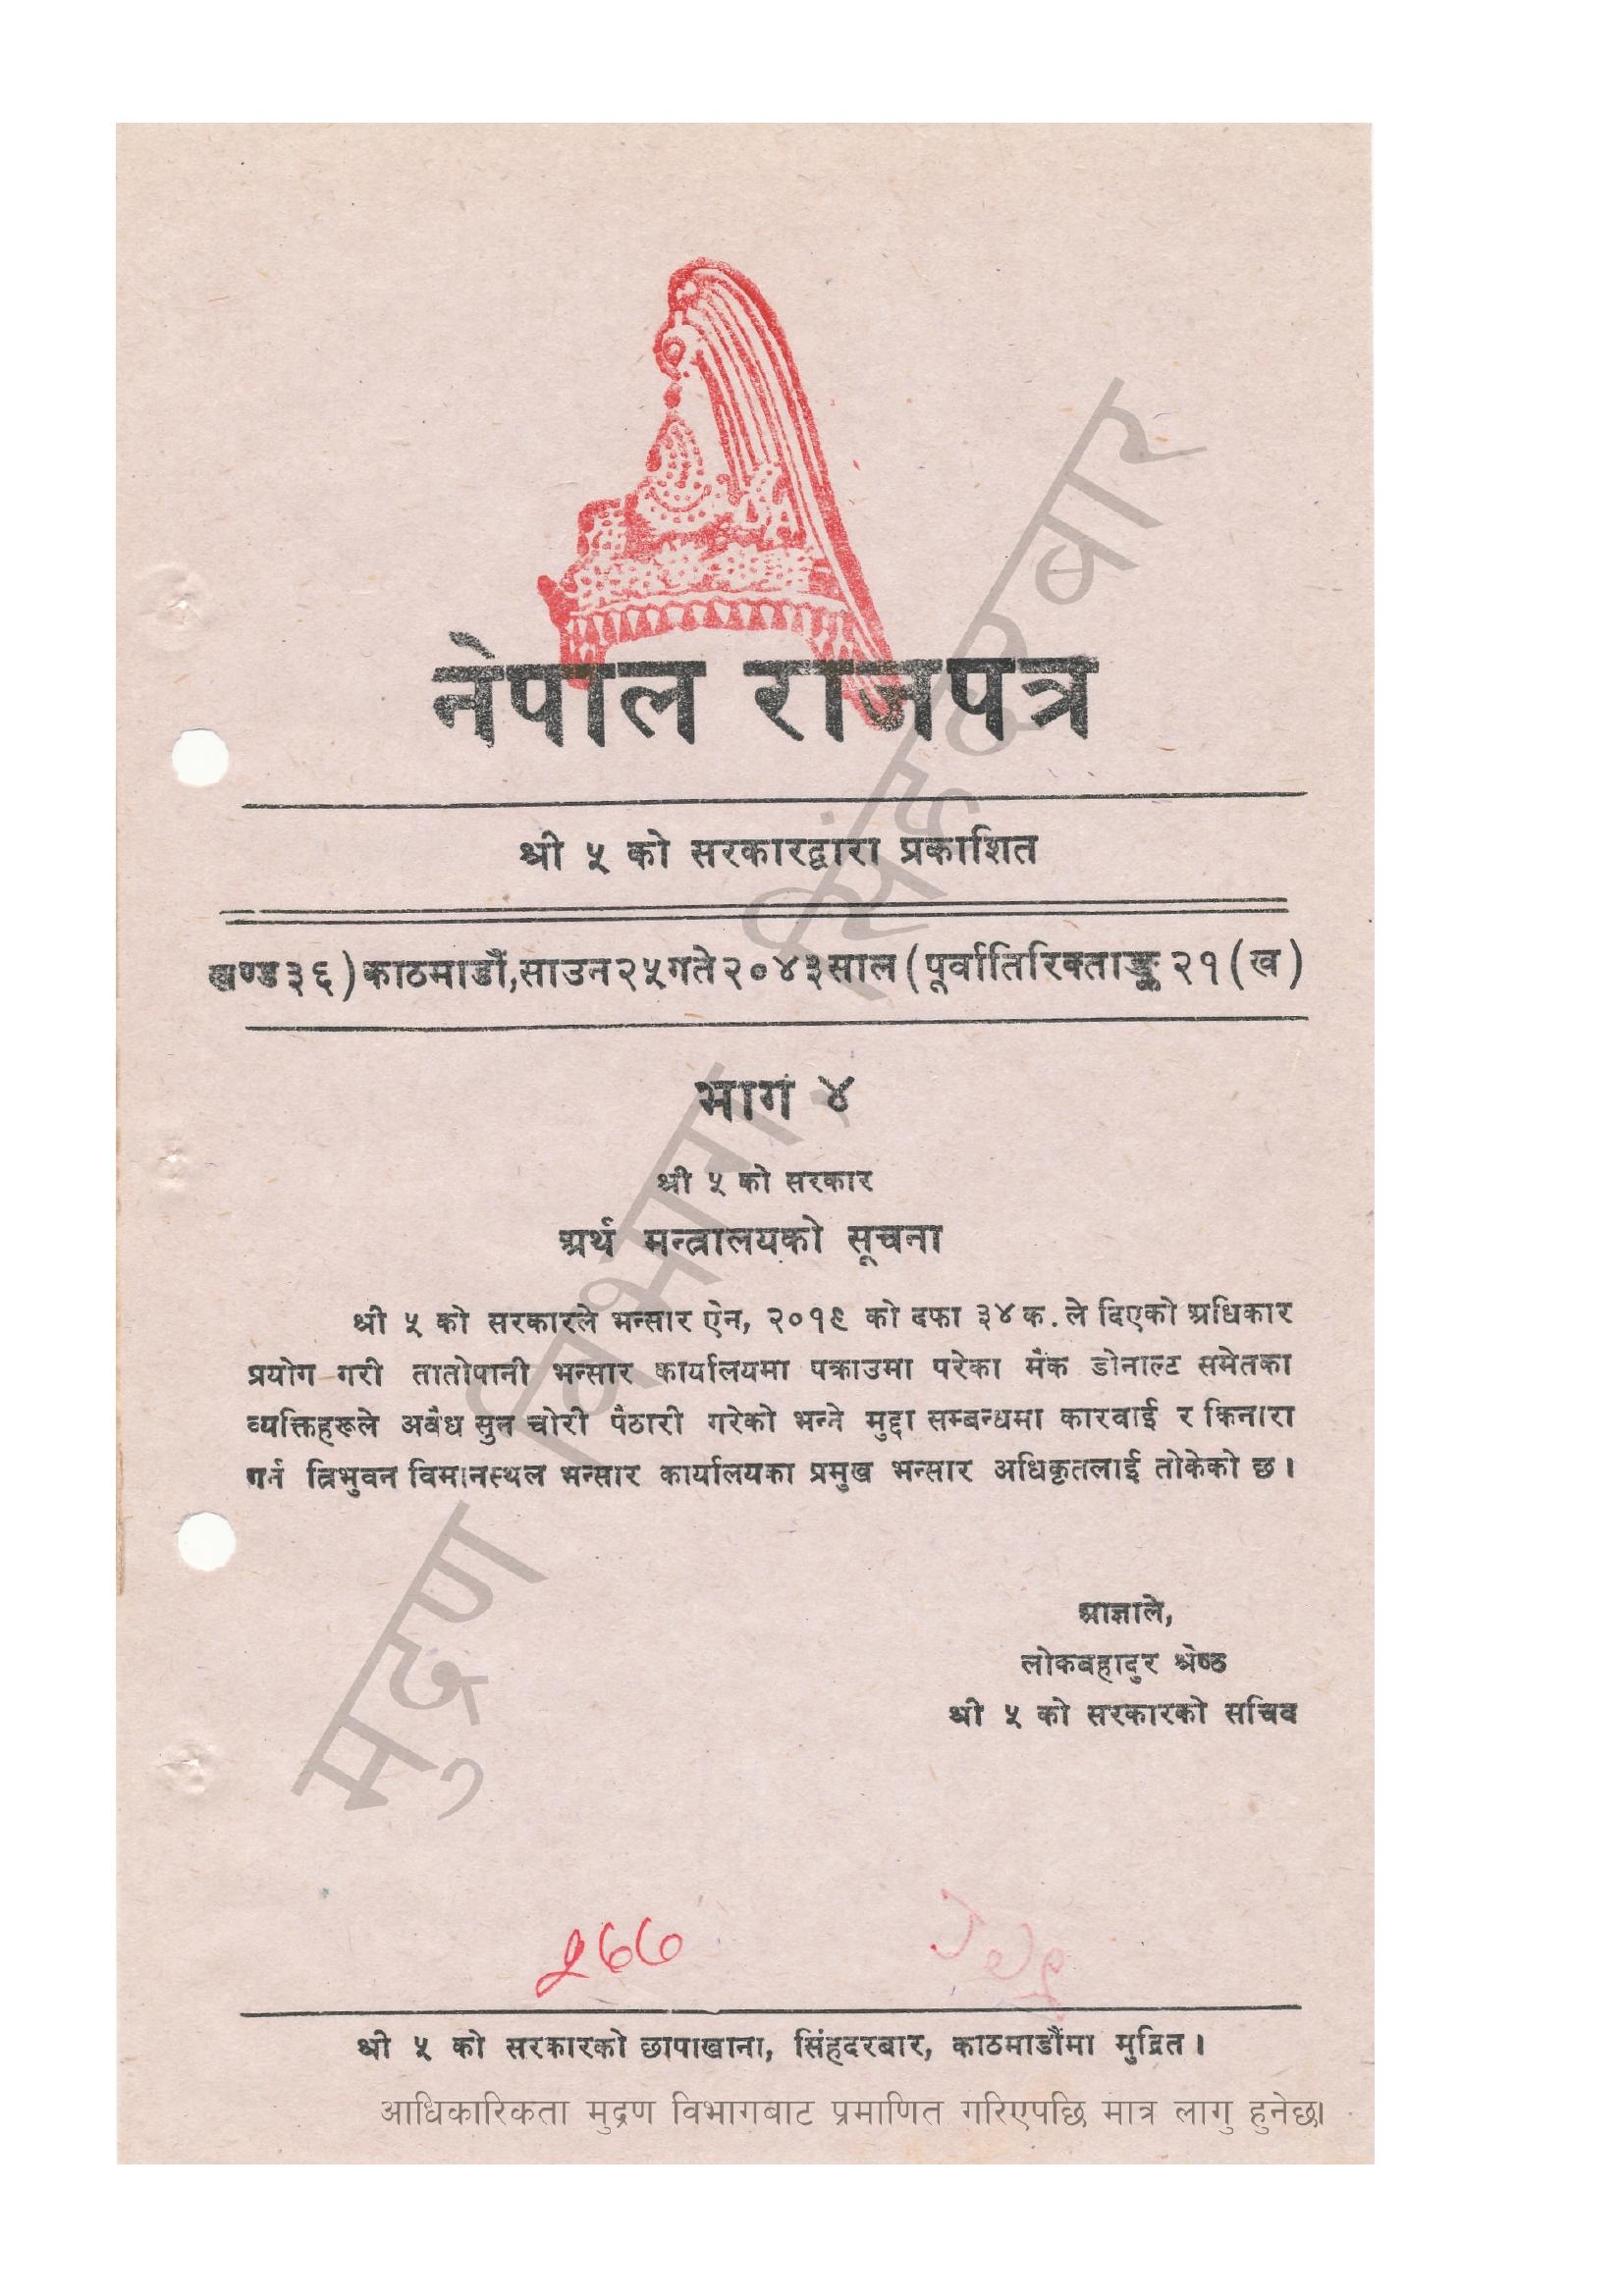 नेपाल राजपत्र
श्री ५ को सरकारद्वारा प्रकाशित
खण्ड ३६) काठमाडौं, साउन २५ गते २०४३ साल (पूर्वातिरिक्ताङ्क २१ (ख)
भाग ४
श्री ५ को सरकार
अर्थ मन्त्रालयको सूचना
श्री ५ को सरकारले भन्सार ऐन, २०१९ को दफा ३४ क. ले दिएको अधिकार
प्रयोग गरी तातोपानी भन्सार कार्यालयमा पक्राउमा परेका मैक डोनाल्ट समेतका
व्यक्तिहरूले अवैध सुन चोरी पैठारी गरेको भन्ने मुद्दा सम्बन्धमा कारवाई र किनारा
गर्न त्रिभुवन विमानस्थल भन्सार कार्यालयका प्रमुख भन्सार अधिकृतलाई तोकेको छ ।
आज्ञाले,
लोकबहादुर श्रेष्ठ
श्री ५ को सरकारको सचिव
मुद्रण विभाग, सिंहदरबार
श्री ५ को सरकारको छापाखाना, सिंहदरबार, काठमाडौंमा मुद्रित ।
आधिकारिकता मुद्रण विभागबाट प्रमाणित गरिएपछि मात्र लागु हुनेछ।